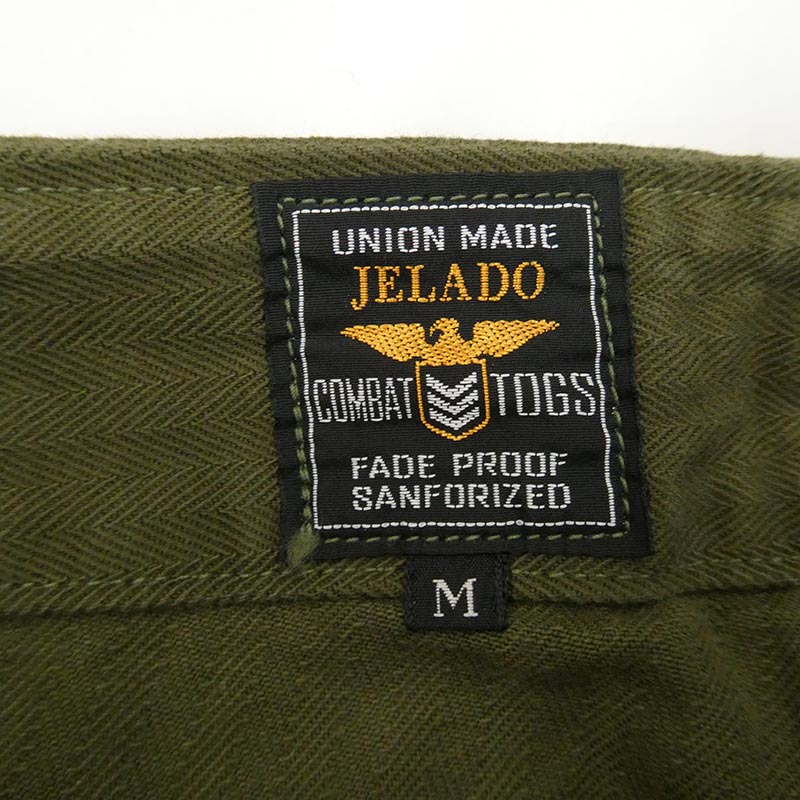 UNION MADE
JELADO
COMBAT TOGS
FADE PROOF
SANFORIZED
M